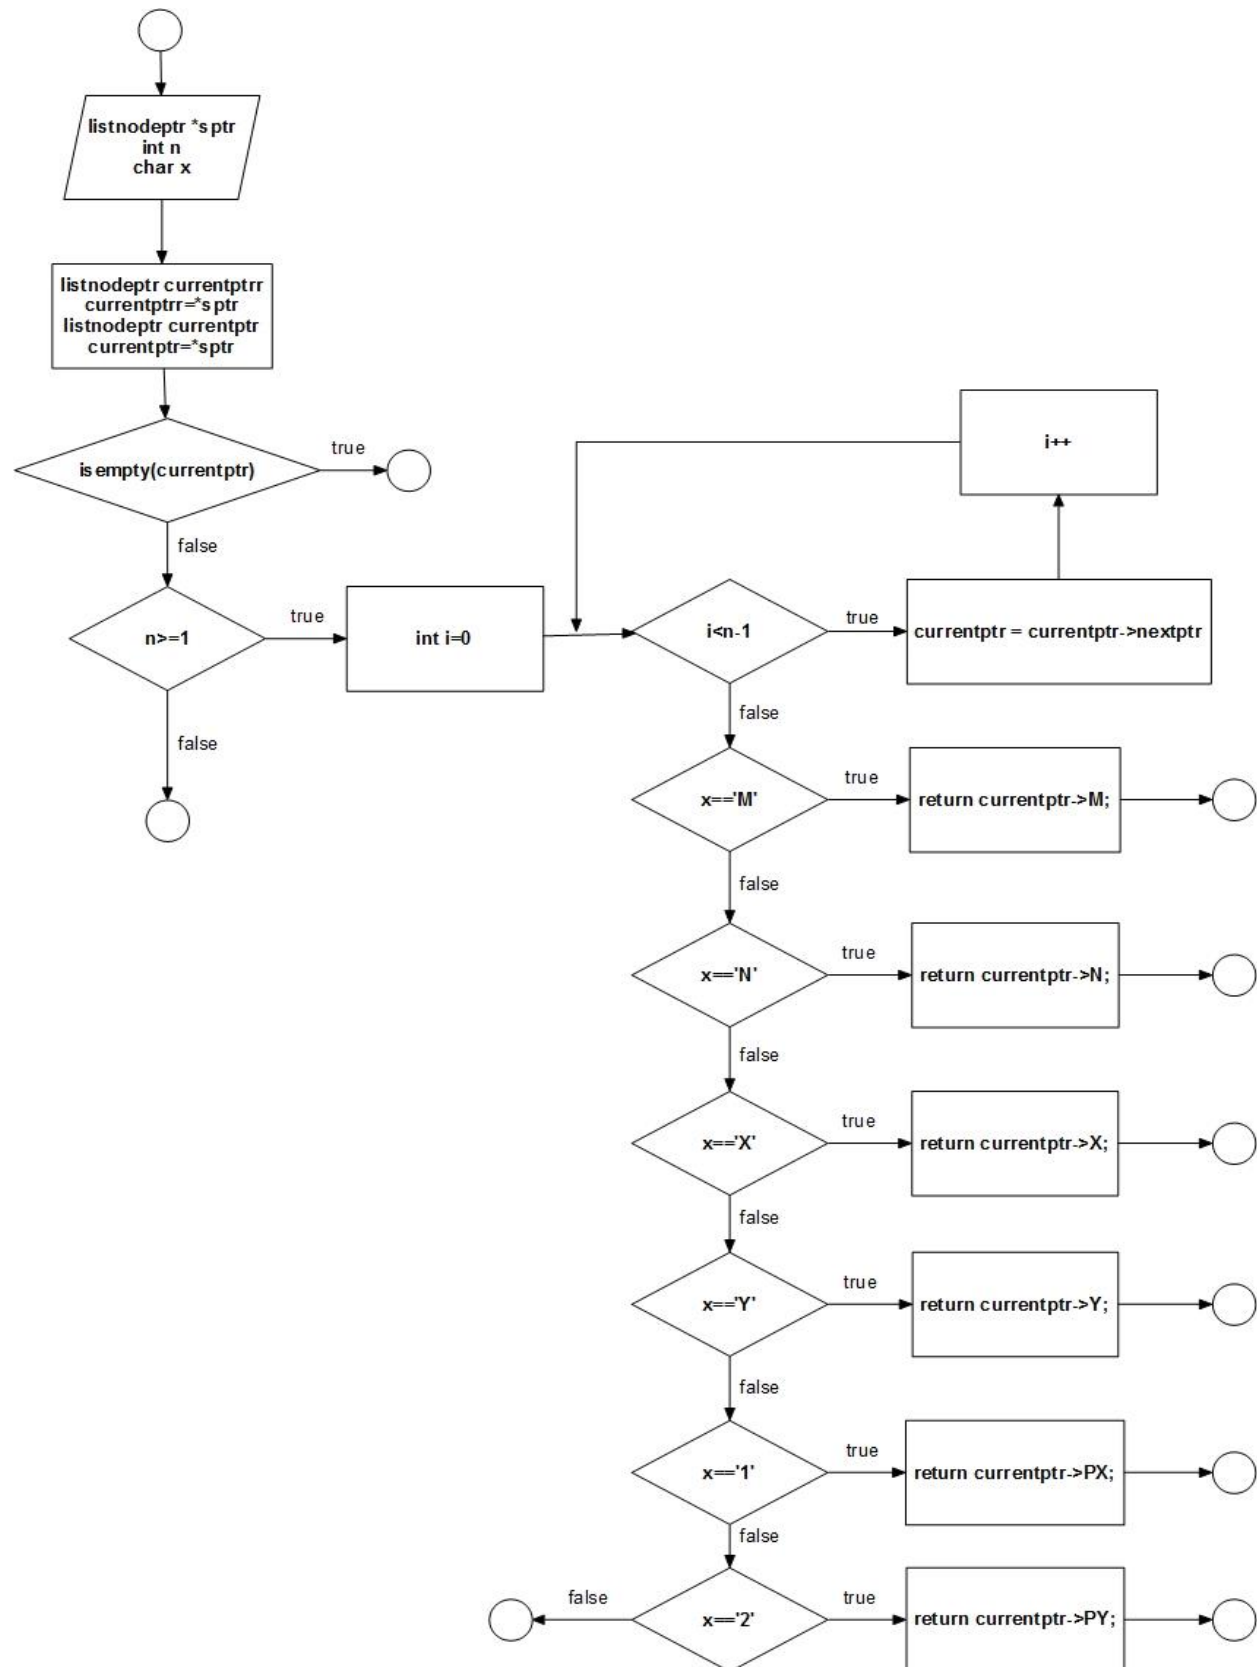 listnodeptr *sptr
int n
char x
listnodeptr currentptrr
currentptrr=*sptr
listnodeptr currentptr
currentptr=*sptr
isempty(currentptr)
true
false
n>=1
true
false
int i=0
i++
i<n-1
true
currentptr = currentptr->nextptr
false
x=='M'
true
return currentptr->M;
false
x=='N'
true
return currentptr->N;
false
x=='X'
true
return currentptr->X;
false
x=='Y'
true
return currentptr->Y;
false
x=='1'
true
return currentptr->PX;
false
false
x=='2'
true
return currentptr->PY;